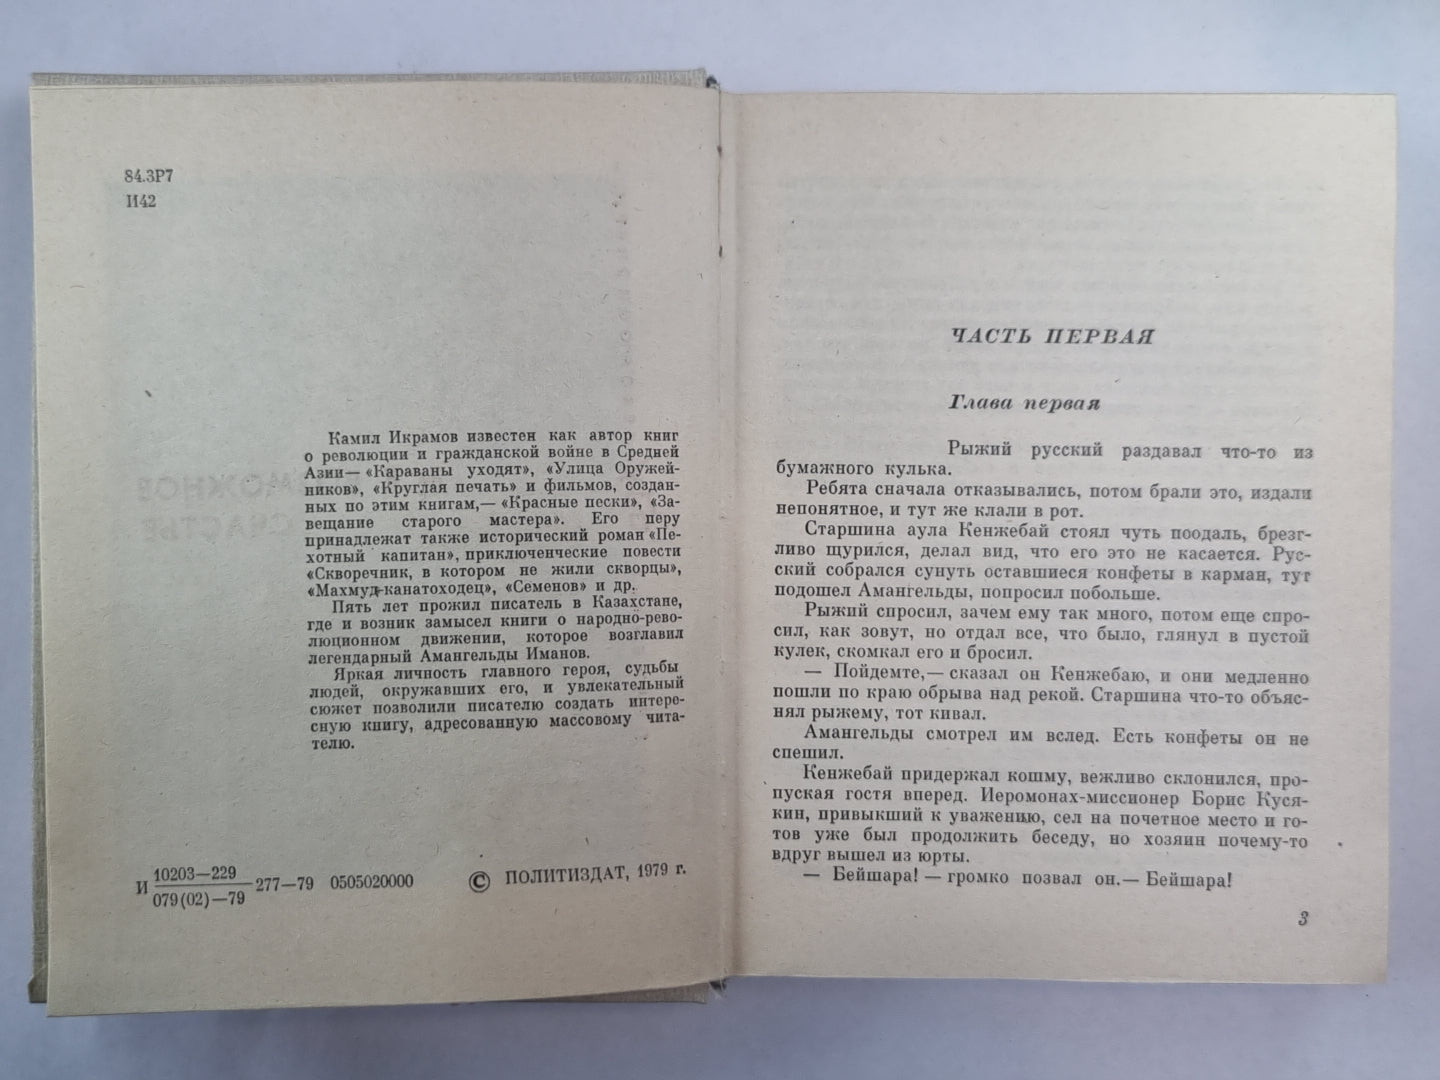 84.3Р7
И42
Камил Икрамов известен как автор книг
о революции и гражданской войне в Средней
Азии— «Караваны уходят», «Улица Оружей-
ников», «Круглая печать» и фильмов, создан-
ных по этим книгам,— «Красные пески», «За-
вещание старого мастера». Его перу
принадлежат также исторический роман «Пе-
хотный капитан», приключенческие повести
«Скворечник, в котором не жили скворцы»,
«Махмуд-канатоходец», «Семенов» и др.
Пять лет прожил писатель в Казахстане,
где и возник замысел книги о народно-рево-
люционном движении, которое возглавил
легендарный Амангельды Иманов.
Яркая личность главного героя, судьбы
людей, окружавших его, и увлекательный
сюжет позволили писателю создать интере-
сную книгу, адресованную массовому чита-
телю.
И 10203—229
079(02)—79 277—79 0505020000 © ПОЛИТИЗДАТ, 1979 г.
ЧАСТЬ ПЕРВАЯ
Глава первая
Рыжий русский раздавал что-то из
бумажного кулька.
Ребята сначала отказывались, потом брали это, издали
непонятное, и тут же клали в рот.
Старшина аула Кенжебай стоял чуть поодаль, брезг-
ливо щурился, делал вид, что его это не касается. Рус-
ский собрался сунуть оставшиеся конфеты в карман, тут
подошел Амангельды, попросил побольше.
Рыжий спросил, зачем ему так много, потом еще спро-
сил, как зовут, но отдал все, что было, глянул в пустой
кулек, скомкал его и бросил.
— Пойдемте,— сказал он Кенжебаю, и они медленно
пошли по краю обрыва над рекой. Старшина что-то объяс-
нял рыжему, тот кивал.
Амангельды смотрел им вслед. Есть конфеты он не
спешил.
Кенжебай придержал кошму, вежливо склонился, про-
пуская гостя вперед. Иеромонах-миссионер Борис Куся-
кин, привыкший к уважению, сел на почетное место и го-
тов уже был продолжить беседу, но хозяин почему-то
вдруг вышел из юрты.
— Бейшара! — громко позвал он.— Бейшара!
3